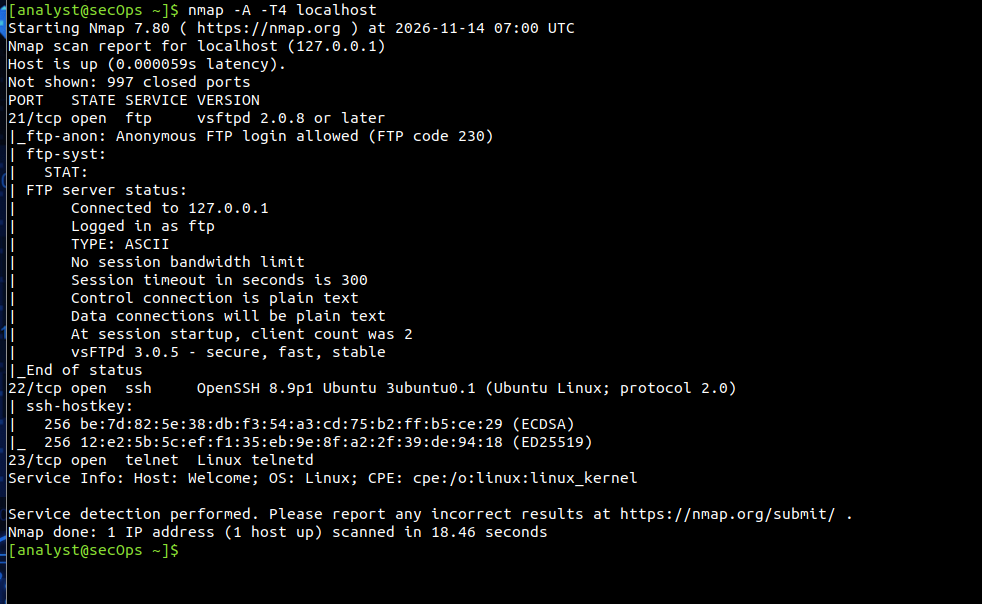 [analyst@secOps ~]$ nmap -A -T4 localhost
Starting Nmap 7.80 ( https://nmap.org ) at 2026-11-14 07:00 UTC
Nmap scan report for localhost (127.0.0.1)
Host is up (0.000059s latency).
Not shown: 997 closed ports
PORT   STATE SERVICE VERSION
21/tcp open  ftp     vsftpd 2.0.8 or later
|_ftp-anon: Anonymous FTP login allowed (FTP code 230)
| ftp-syst:
|   STAT:
| FTP server status:
|      Connected to 127.0.0.1
|      Logged in as ftp
|      TYPE: ASCII
|      No session bandwidth limit
|      Session timeout in seconds is 300
|      Control connection is plain text
|      Data connections will be plain text
|      At session startup, client count was 2
|      vsFTPd 3.0.5 - secure, fast, stable
|_End of status
22/tcp open  ssh     OpenSSH 8.9p1 Ubuntu 3ubuntu0.1 (Ubuntu Linux; protocol 2.0)
| ssh-hostkey:
|   256 be:7d:82:5e:38:db:f3:54:a3:cd:75:b2:ff:b5:ce:29 (ECDSA)
|_  256 12:e2:5b:5c:ef:f1:35:eb:9e:8f:a2:2f:39:de:94:18 (ED25519)
23/tcp open  telnet  Linux telnetd
Service Info: Host: Welcome; OS: Linux; CPE: cpe:/o:linux:linux_kernel
Service detection performed. Please report any incorrect results at https://nmap.org/submit/ .
Nmap done: 1 IP address (1 host up) scanned in 18.46 seconds
[analyst@secOps ~]$